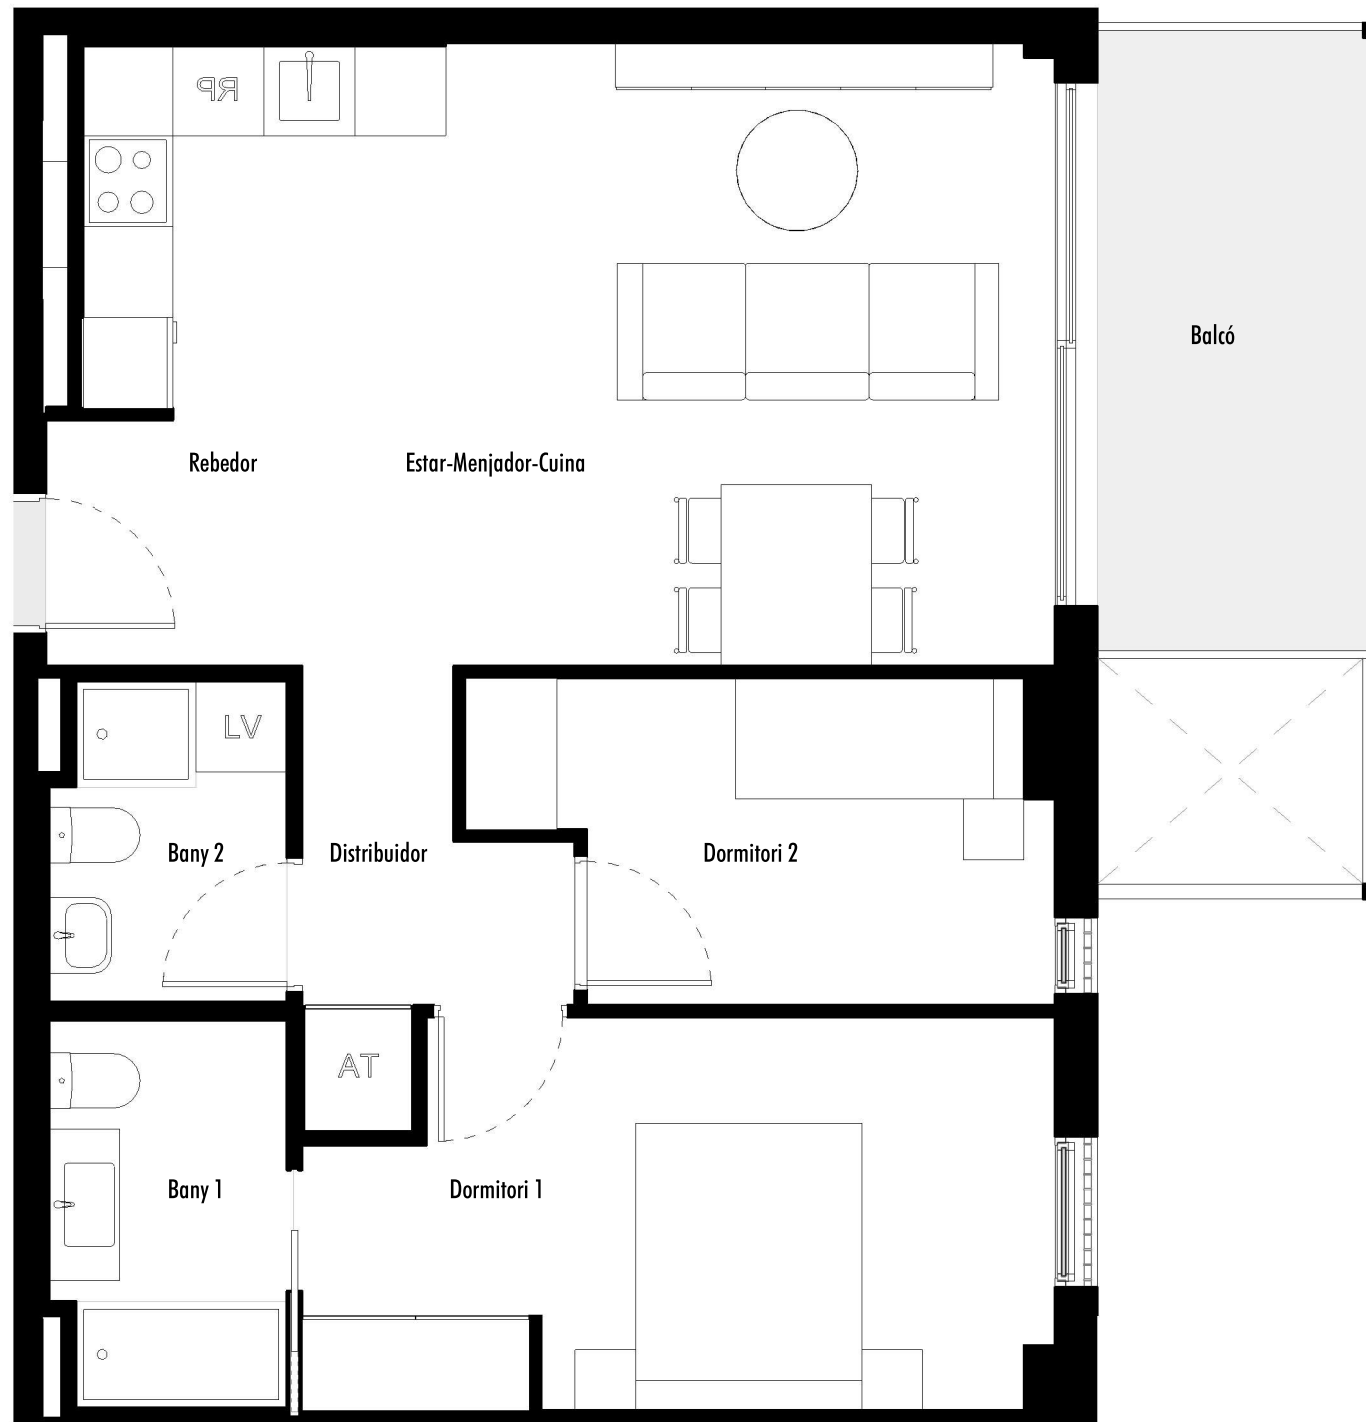 RP
Balcó
Rebedor
Estar-Menjador-Cuina
LV
Bany 2
Distribuidor
Dormitori 2
AT
Bany 1
Dormitori 1